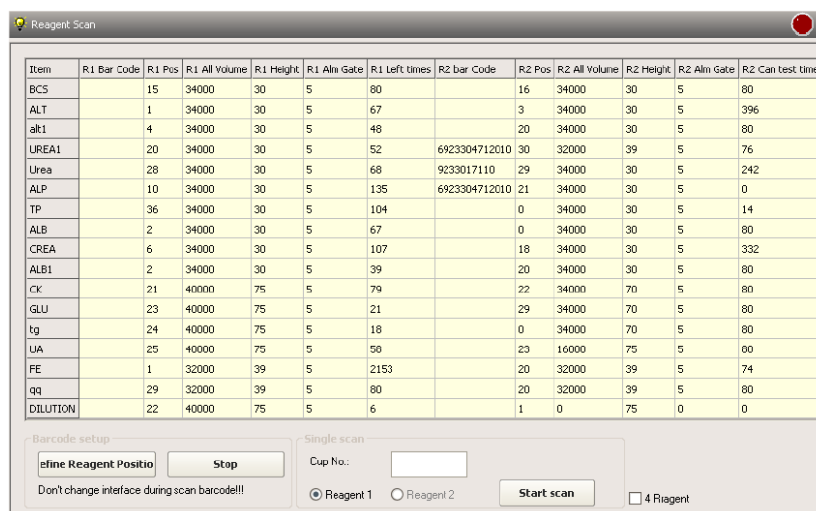 Reagent Scan
Item R1 Bar Code R1 Pos R1 All Volume R1 Height R1 Alm Gate R1 Left times R2 bar Code R2 Pos R2 All Volume R2 Height R2 Alm Gate R2 Can test time
BCS 15 34000 30 5 80 16 34000 30 5 80
ALT 1 34000 30 5 67 3 34000 30 5 396
alt1 4 34000 30 5 48 20 34000 30 5 80
UREA1 20 34000 30 5 52 6923304712010 30 32000 39 5 76
Urea 28 34000 30 5 68 9233017110 29 34000 30 5 242
ALP 10 34000 30 5 135 6923304712010 21 34000 30 5 0
TP 36 34000 30 5 104 0 34000 30 5 14
ALB 2 34000 30 5 67 0 34000 30 5 80
CREA 6 34000 30 5 107 18 34000 30 5 332
ALB1 2 34000 30 5 39 20 34000 30 5 80
CK 21 40000 75 5 79 22 34000 70 5 80
GLU 23 40000 75 5 21 29 34000 70 5 80
tg 24 40000 75 5 18 0 34000 70 5 80
UA 25 40000 75 5 58 23 16000 75 5 80
FE 1 32000 39 5 2153 20 32000 39 5 74
qq 29 32000 39 5 80 20 32000 39 5 80
DILUTION 22 40000 75 5 6 1 0 75 0 0
Barcode setup Single scan
efine Reagent Positio Stop Cup No.:
Don't change interface during scan barcode!!!
Reagent 1 Reagent 2 Start scan 4 Riagent